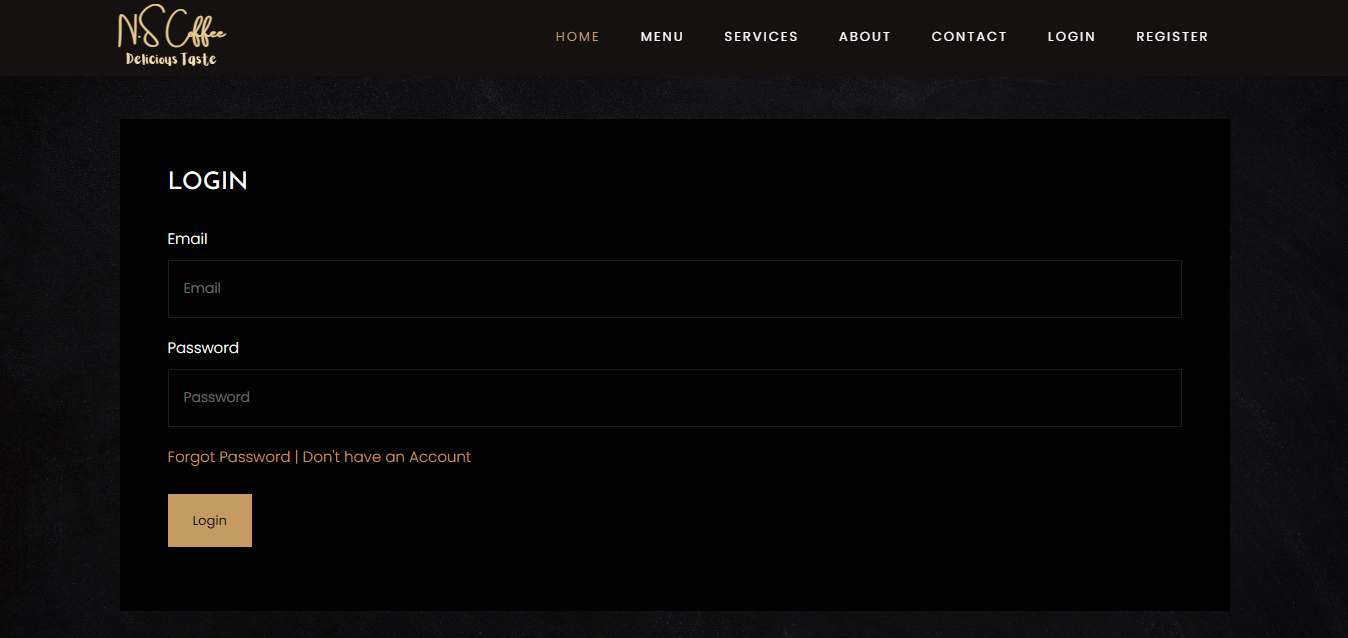 N.S Coffee
Delicious Taste
HOME MENU SERVICES ABOUT CONTACT LOGIN REGISTER
LOGIN
Email
Email
Password
Password
Forgot Password | Don't have an Account
Login